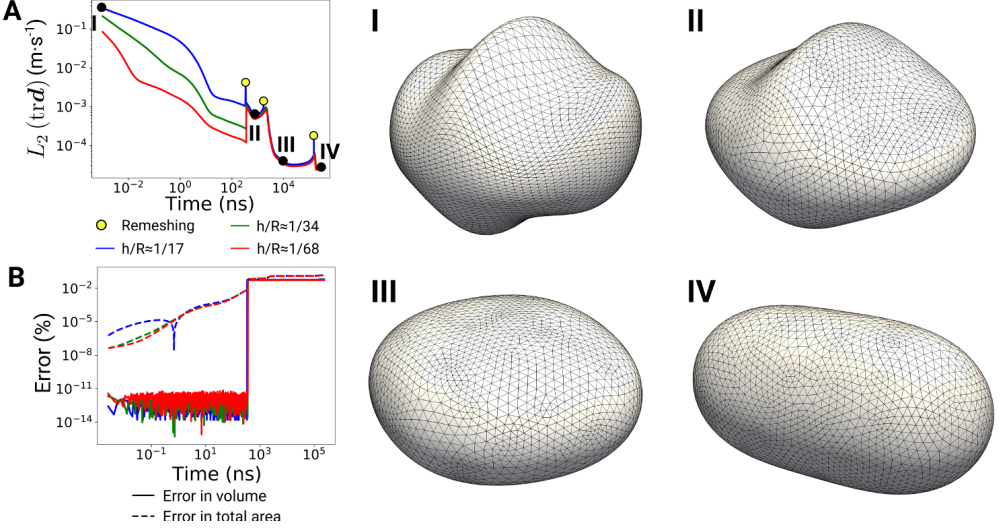 A
I
II
L₂ (trd) (m·s⁻¹)
10⁻¹
10⁻²
10⁻³
10⁻⁴
I
II
III
IV
10⁻² 10⁰ 10² 10⁴
Time (ns)
Remeshing
h/R≈1/34
h/R≈1/17
h/R≈1/68
B
III
IV
Error (%)
10⁻²
10⁻⁵
10⁻⁸
10⁻¹¹
10⁻¹⁴
10⁻¹ 10¹ 10³ 10⁵
Time (ns)
Error in volume
Error in total area